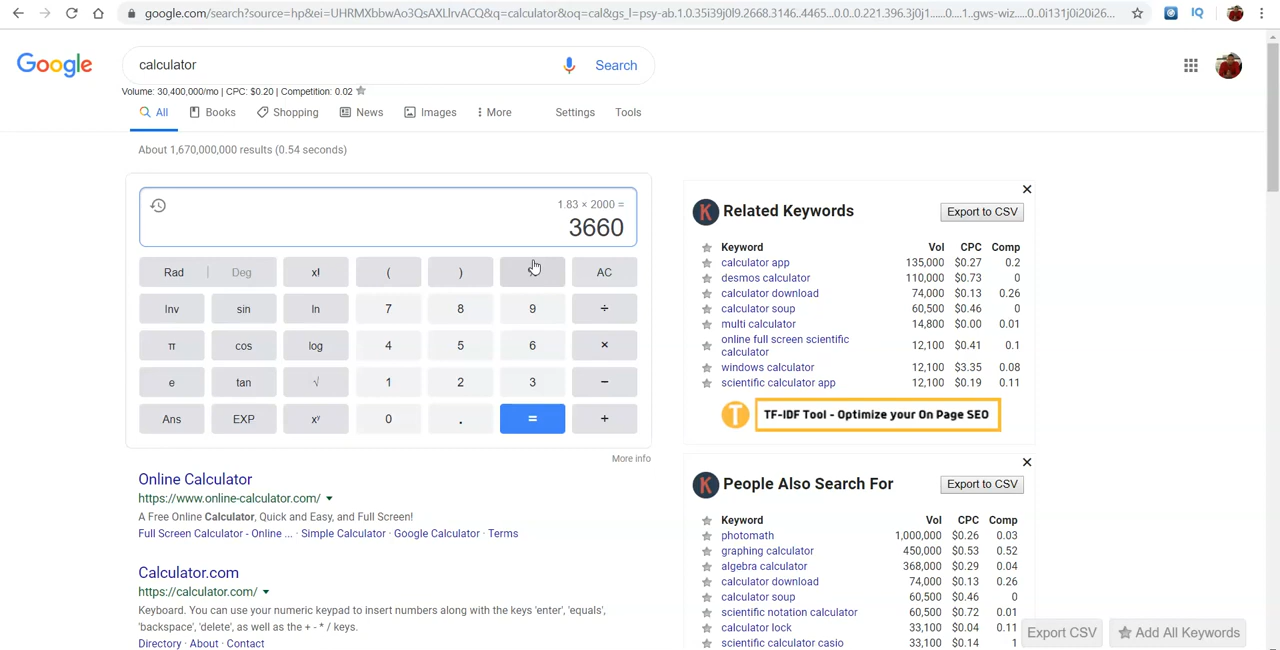 google.com/search?source=hp&ei=UHRMXbbwAo3QsAXLlrvACQ&q=calculator&oq=cal&gs_l=psy-ab.1.0.35i39j0l9.2668.3146..4465...0.0..0.221.396.3j0j1......0....1..gws-wiz.....0..0i131j0i20i26...
IQ
Google
calculator
Search
Volume: 30,400,000/mo | CPC: $0.20 | Competition: 0.02
All Books Shopping News Images More Settings Tools
About 1,670,000,000 results (0.54 seconds)
1.83 × 2000 =
3660
Rad | Deg x! ( ) AC
Inv sin ln 7 8 9 ÷
π cos log 4 5 6 ×
e tan √ 1 2 3 −
Ans EXP xʸ 0 . = +
More info
Online Calculator
https://www.online-calculator.com/
A Free Online Calculator, Quick and Easy, and Full Screen!
Full Screen Calculator - Online ... · Simple Calculator · Google Calculator · Terms
Calculator.com
https://calculator.com/
Keyboard. You can use your numeric keypad to insert numbers along with the keys 'enter', 'equals',
'backspace', 'delete', as well as the + - * / keys.
Directory · About · Contact
K Related Keywords Export to CSV
Keyword Vol CPC Comp
calculator app 135,000 $0.27 0.2
desmos calculator 110,000 $0.73 0
calculator download 74,000 $0.13 0.26
calculator soup 60,500 $0.46 0
multi calculator 14,800 $0.00 0.01
online full screen scientific
calculator 12,100 $0.41 0.1
windows calculator 12,100 $3.35 0.08
scientific calculator app 12,100 $0.19 0.11
T TF-IDF Tool - Optimize your On Page SEO
K People Also Search For Export to CSV
Keyword Vol CPC Comp
photomath 1,000,000 $0.26 0.03
graphing calculator 450,000 $0.53 0.52
algebra calculator 368,000 $0.29 0.04
calculator download 74,000 $0.13 0.26
calculator soup 60,500 $0.46 0
scientific notation calculator 60,500 $0.72 0.01
calculator lock 33,100 $0.04 0.11
scientific calculator casio 33,100 $0.14 1
Export CSV Add All Keywords